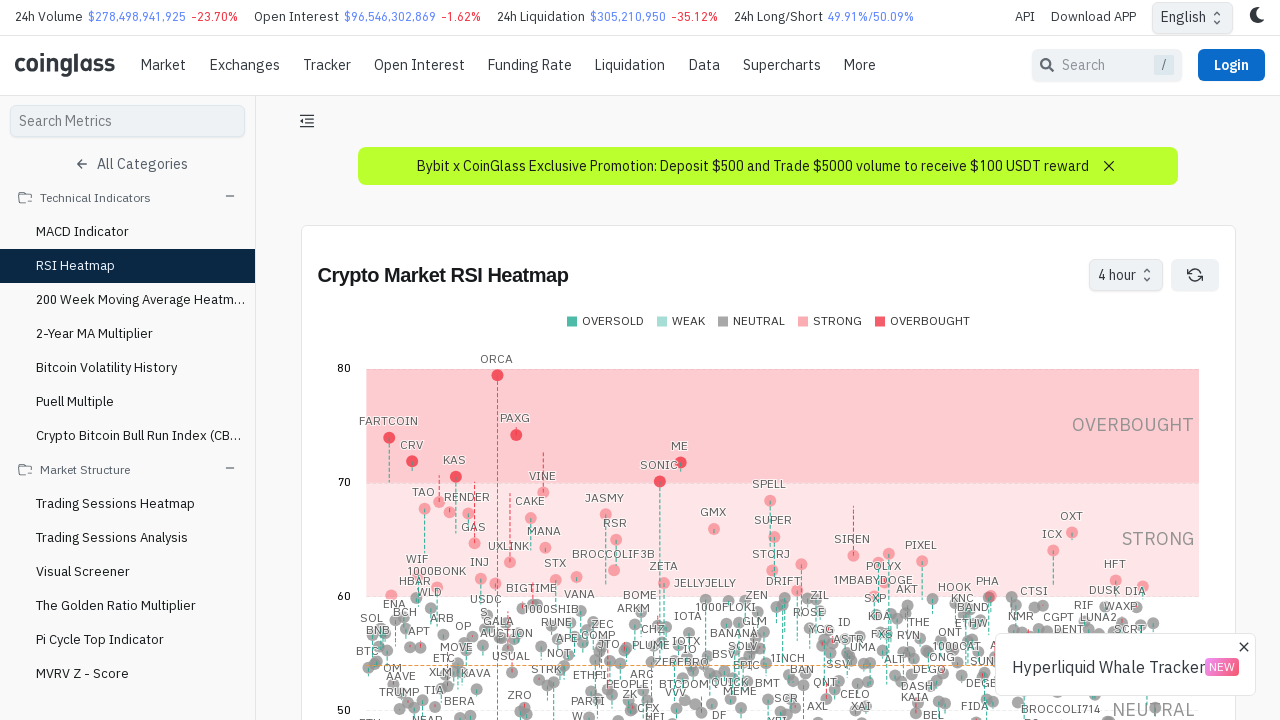 24h Volume $278,498,941,925 -23.70% Open Interest $96,546,302,869 -1.62% 24h Liquidation $305,210,950 -35.12% 24h Long/Short 49.91%/50.09% API Download APP English
coinglass Market Exchanges Tracker Open Interest Funding Rate Liquidation Data Supercharts More Search / Login
Search Metrics
All Categories
Bybit x CoinGlass Exclusive Promotion: Deposit $500 and Trade $5000 volume to receive $100 USDT reward
Technical Indicators
MACD Indicator
RSI Heatmap
200 Week Moving Average Heatm...
2-Year MA Multiplier
Bitcoin Volatility History
Puell Multiple
Crypto Bitcoin Bull Run Index (CB...
Market Structure
Trading Sessions Heatmap
Trading Sessions Analysis
Visual Screener
The Golden Ratio Multiplier
Pi Cycle Top Indicator
MVRV Z - Score
Crypto Market RSI Heatmap 4 hour
OVERSOLD WEAK NEUTRAL STRONG OVERBOUGHT
ORCA
80
FARTCOIN PAXG OVERBOUGHT
CRV ME
KAS SONIC
70 VINE SPELL
TAO RENDER CAKE JASMY GMX OXT
GAS MANA RSR SUPER ICX STRONG
UXLINK BROCCOLIF3B STORJ SIREN PIXEL
WIF INJ STX ZETA POLYX HFT
1000BONK JELLYJELLY DRIFT 1MBABYDOGE PHA
HBAR WLD BIGTIME VANA BOME ZEN ZIL AKT HOOK CTSI DUSK DIA
60 ENA USDC 1000SHIB ARKM 1000FLOKI SXP KNC RIF WAXP
SOL BCH ARB S GALA RUNE ZEC IOTA GLM ROSE KDA BAND NMR CGPT LUNA2
BNB APT OP AUCTION APE COMP CHZ BANANA YGG ID FXS THE ETHW DENT SCRT
BTC MOVE NOT JTO PLUME IOTX IO SOLV ASTR UMA RVN ONT 1000CAT
ETC USUAL ZEREBRO BSV 1INCH SSV ALT ONG SUN
OM AAVE XLM KAVA STRK ETHFI ARC EPIC BAN DEGO
TRUMP TIA ZRO PEOPLE BTCDOM QUICK BMT QNT DASH DEGE
BERA PARTI ZK VVV MEME SCR CELO KAIA
CFX DF AXL XAI BEL FIDA BROCCOLI714 NEUTRAL
50
Hyperliquid Whale Tracker NEW